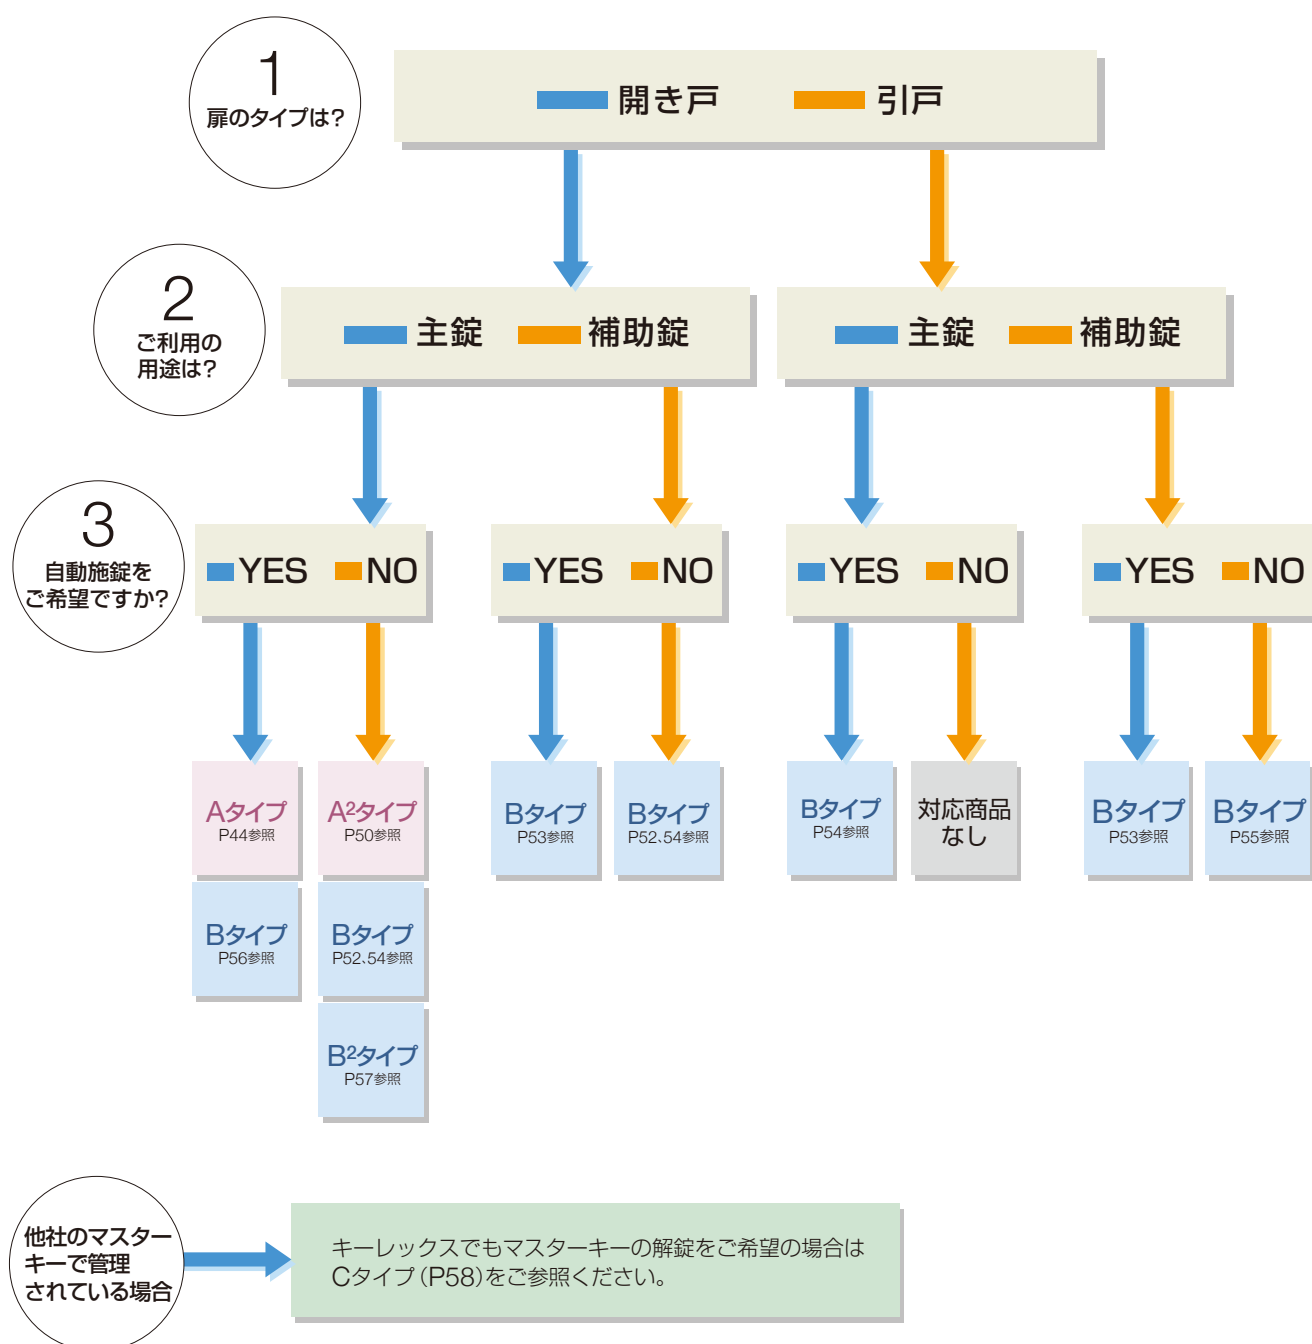 1
扉のタイプは?
開き戸 引戸
2
ご利用の
用途は?
主錠 補助錠
主錠 補助錠
3
自動施錠を
ご希望ですか?
YES NO
YES NO
YES NO
YES NO
Aタイプ
P44参照
A²タイプ
P50参照
Bタイプ
P53参照
Bタイプ
P52、54参照
Bタイプ
P54参照
対応商品
なし
Bタイプ
P53参照
Bタイプ
P55参照
Bタイプ
P56参照
Bタイプ
P52、54参照
B²タイプ
P57参照
他社のマスター
キーで管理
されている場合
キーレックスでもマスターキーの解錠をご希望の場合は
Cタイプ(P58)をご参照ください。